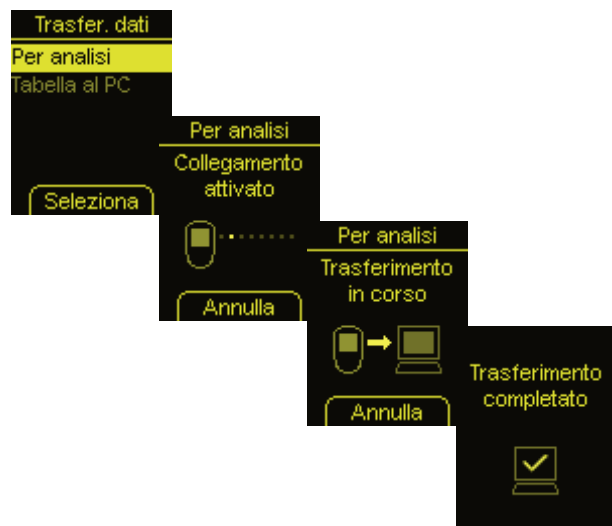 Trasfer. dati
Per analisi
Tabella al PC
Seleziona
Per analisi
Collegamento
attivato
Annulla
Per analisi
Trasferimento
in corso
Annulla
Trasferimento
completato